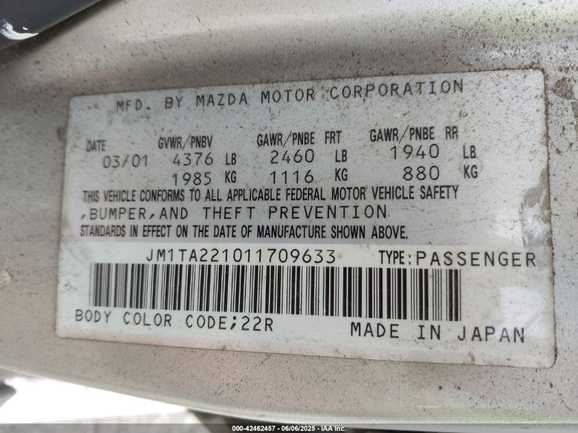 MFD. BY MAZDA MOTOR CORPORATION
DATE GVWR/PNBV GAWR/PNBE FRT GAWR/PNBE RR
03/01 4376 LB 2460 LB 1940 LB
1985 KG 1116 KG 880 KG
THIS VEHICLE CONFORMS TO ALL APPLICABLE FEDERAL MOTOR VEHICLE SAFETY
,BUMPER,AND THEFT PREVENTION
STANDARDS IN EFFECT ON THE DATE OF MANUFACTURE SHOWN ABOVE.
JM1TA221011709633 TYPE:PASSENGER
BODY COLOR CODE;22R MADE IN JAPAN
000-42462457 - 06/06/2025 - IAA Inc.